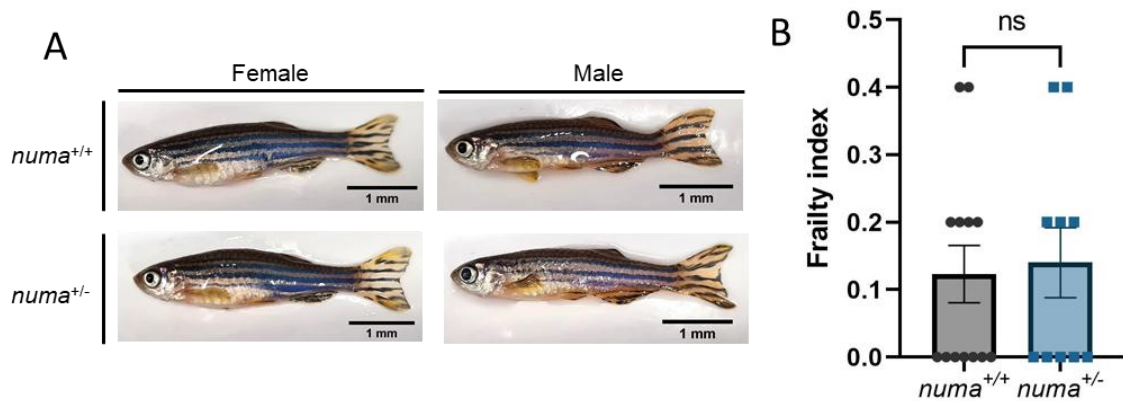 A
Female
Male
numa+/+
1 mm
1 mm
numa+/-
1 mm
1 mm
B
ns
Frailty index
0.5
0.4
0.3
0.2
0.1
0.0
numa+/+ numa+/-